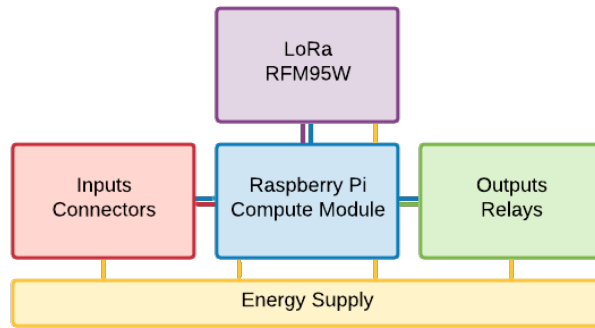 LoRa
RFM95W
Inputs
Connectors
Raspberry Pi
Compute Module
Outputs
Relays
Energy Supply